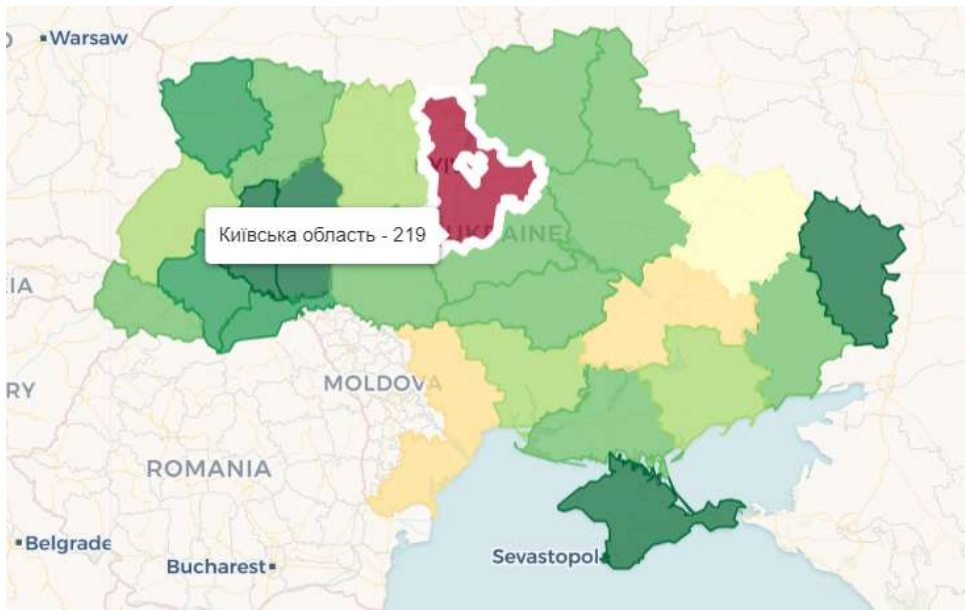 Warsaw
Київська область - 219
UKRAINE
MOLDOVA
ROMANIA
Belgrade
Bucharest
Sevastopol
IA
RY